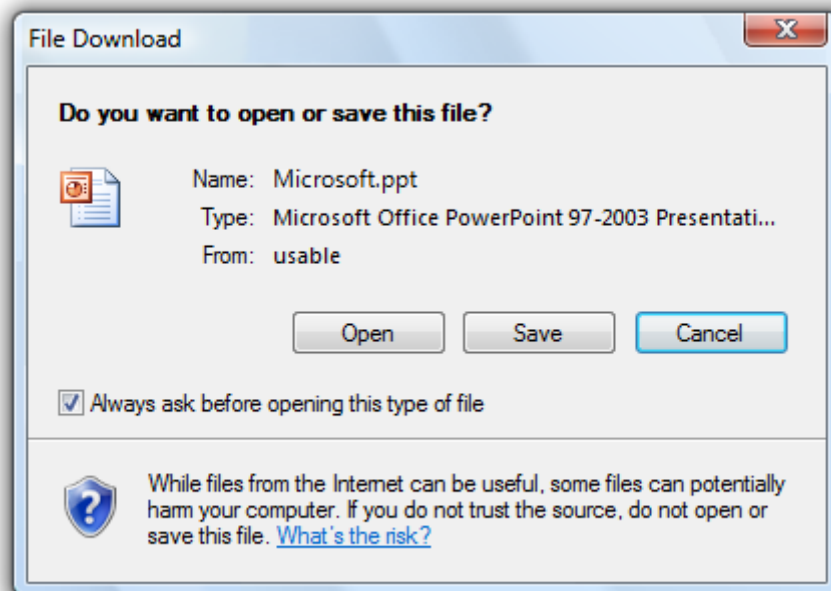 File Download
Do you want to open or save this file?
Name: Microsoft.ppt
Type: Microsoft Office PowerPoint 97-2003 Presentati...
From: usable
Open Save Cancel
Always ask before opening this type of file
While files from the Internet can be useful, some files can potentially
harm your computer. If you do not trust the source, do not open or
save this file. What's the risk?